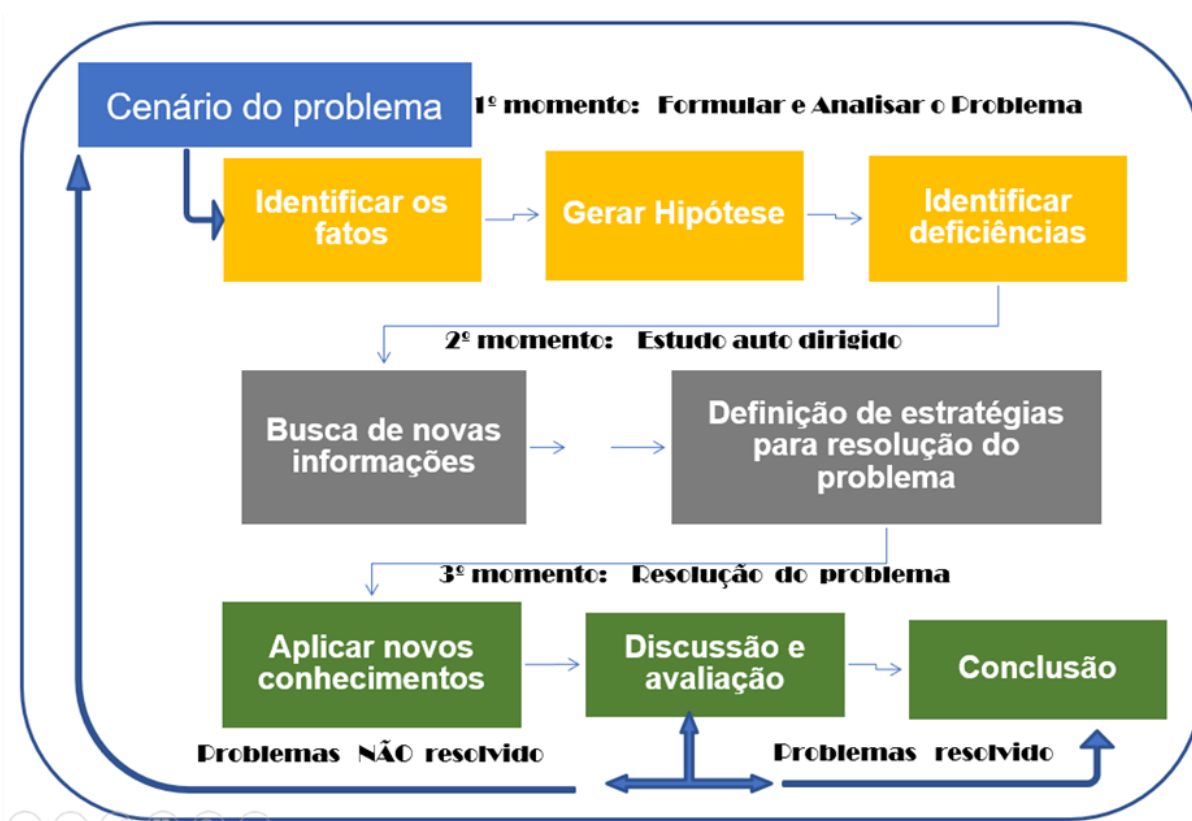 Cenário do problema
1º momento: Formular e Analisar o Problema
Identificar os
fatos
Gerar Hipótese
Identificar
deficiências
2º momento: Estudo auto dirigido
Busca de novas
informações
Definição de estratégias
para resolução do
problema
3º momento: Resolução do problema
Aplicar novos
conhecimentos
Discussão e
avaliação
Conclusão
Problemas NÃO resolvido
Problemas resolvido